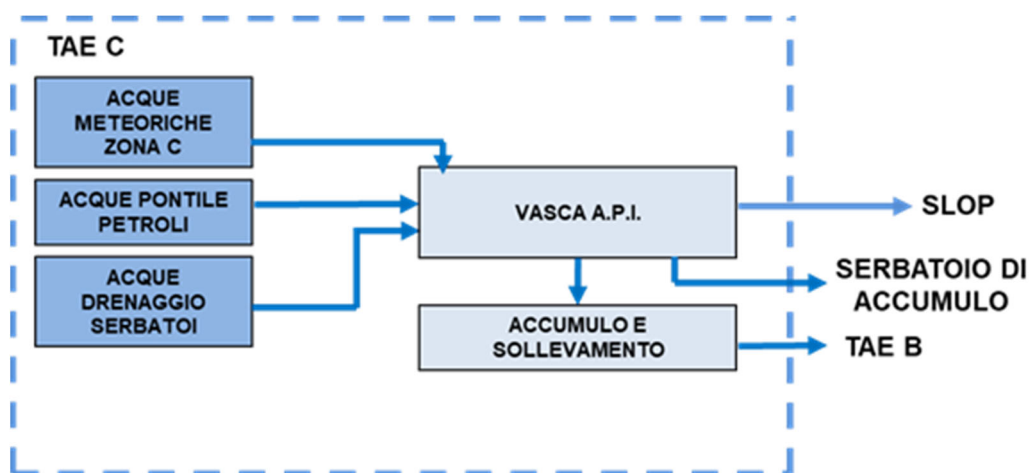 TAE C
ACQUE
METEORICHE
ZONA C
ACQUE PONTILE
PETROLI
ACQUE
DRENAGGIO
SERBATOI
VASCA A.P.I.
ACCUMULO E
SOLLEVAMENTO
SLOP
SERBATOIO DI
ACCUMULO
TAE B